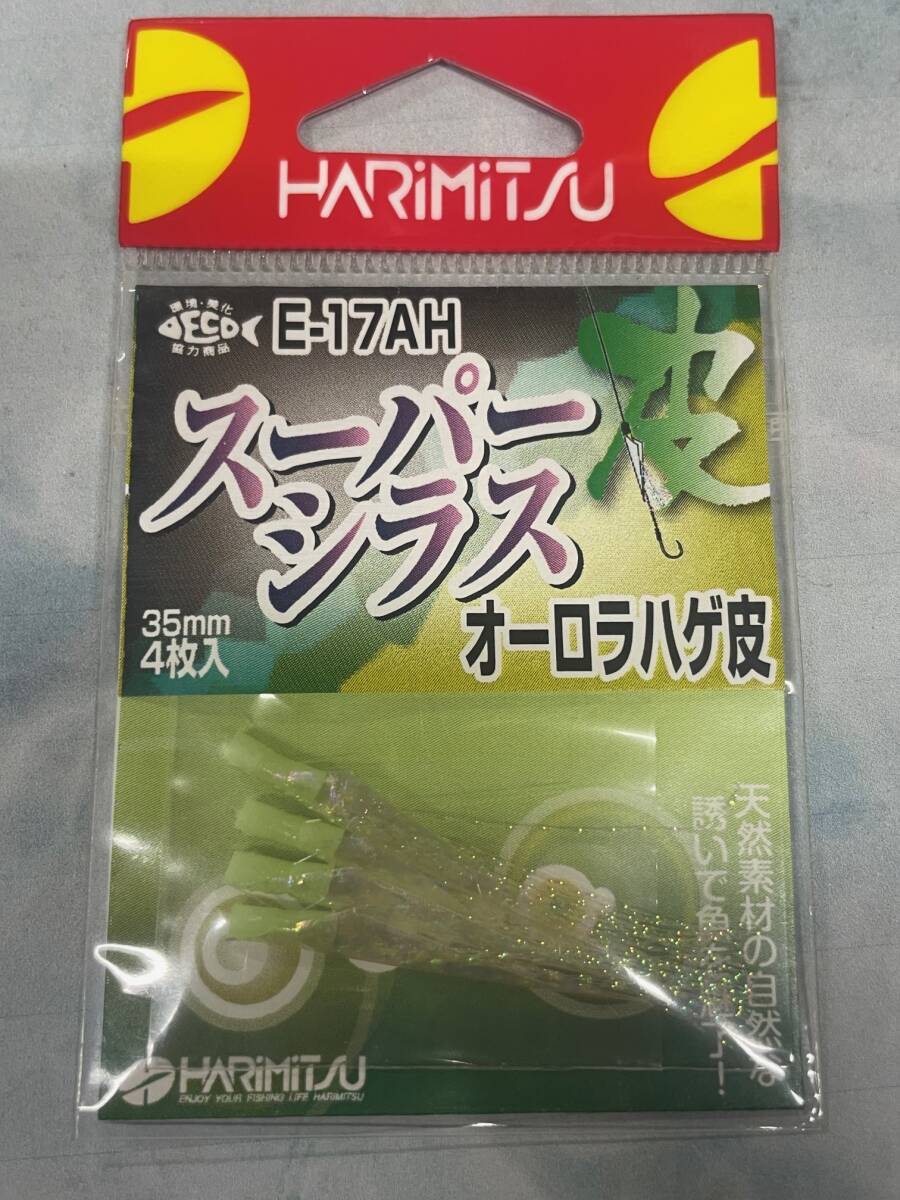 HARiMiTSU
環境・美化
ECO
協力商品
E-17AH
皮
スーパー
シラス
35mm
4枚入
オーロラハゲ皮
天然素材の自然な
誘いで魚
HARiMiTSU
ENJOY YOUR FISHING LIFE HARIMITSU